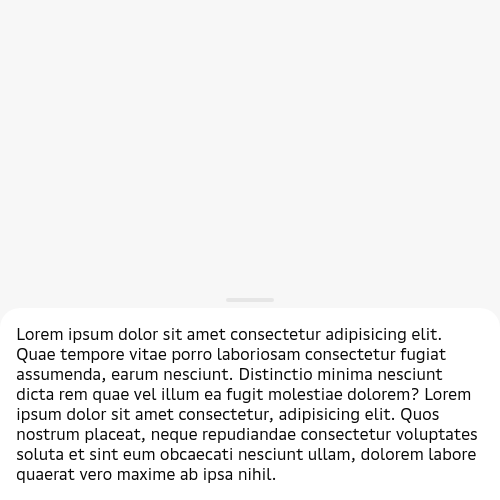 Lorem ipsum dolor sit amet consectetur adipisicing elit.
Quae tempore vitae porro laboriosam consectetur fugiat
assumenda, earum nesciunt. Distinctio minima nesciunt
dicta rem quae vel illum ea fugit molestiae dolorem? Lorem
ipsum dolor sit amet consectetur, adipisicing elit. Quos
nostrum placeat, neque repudiandae consectetur voluptates
soluta et sint eum obcaecati nesciunt ullam, dolorem labore
quaerat vero maxime ab ipsa nihil.